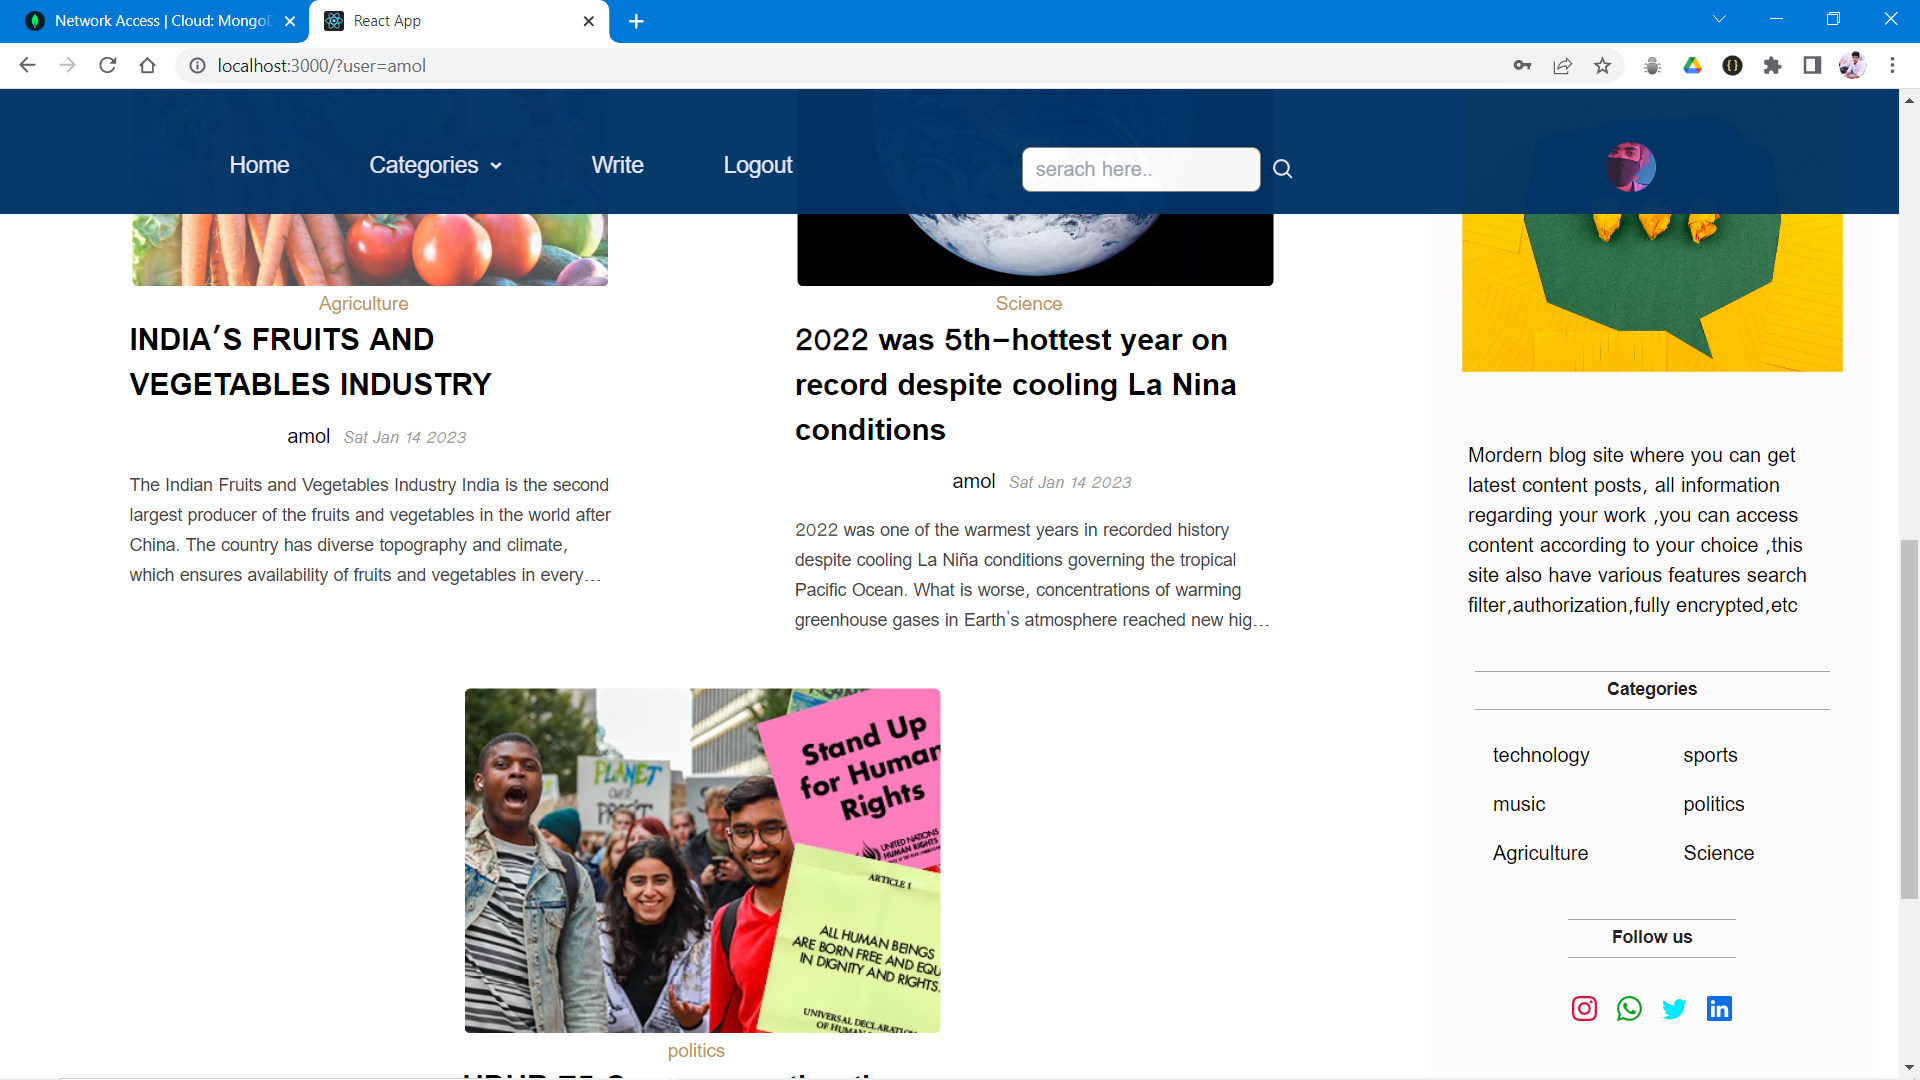 Network Access | Cloud: Mongo
React App
localhost:3000/?user=amol
Home
Categories
Write
Logout
serach here..
Agriculture
INDIA’S FRUITS AND
VEGETABLES INDUSTRY
amol Sat Jan 14 2023
The Indian Fruits and Vegetables Industry India is the second
largest producer of the fruits and vegetables in the world after
China. The country has diverse topography and climate,
which ensures availability of fruits and vegetables in every...
Science
2022 was 5th-hottest year on
record despite cooling La Nina
conditions
amol Sat Jan 14 2023
2022 was one of the warmest years in recorded history
despite cooling La Niña conditions governing the tropical
Pacific Ocean. What is worse, concentrations of warming
greenhouse gases in Earth's atmosphere reached new hig...
PLANET
OVER
PROFIT
Stand Up
for Human
Rights
UNITED NATIONS
HUMAN RIGHTS
ARTICLE 1
ALL HUMAN BEINGS
ARE BORN FREE AND EQU
IN DIGNITY AND RIGHTS.
UNIVERSAL DECLARATION
OF HUMAN
politics
Mordern blog site where you can get
latest content posts, all information
regarding your work ,you can access
content according to your choice ,this
site also have various features search
filter,authorization,fully encrypted,etc
Categories
technology
sports
music
politics
Agriculture
Science
Follow us